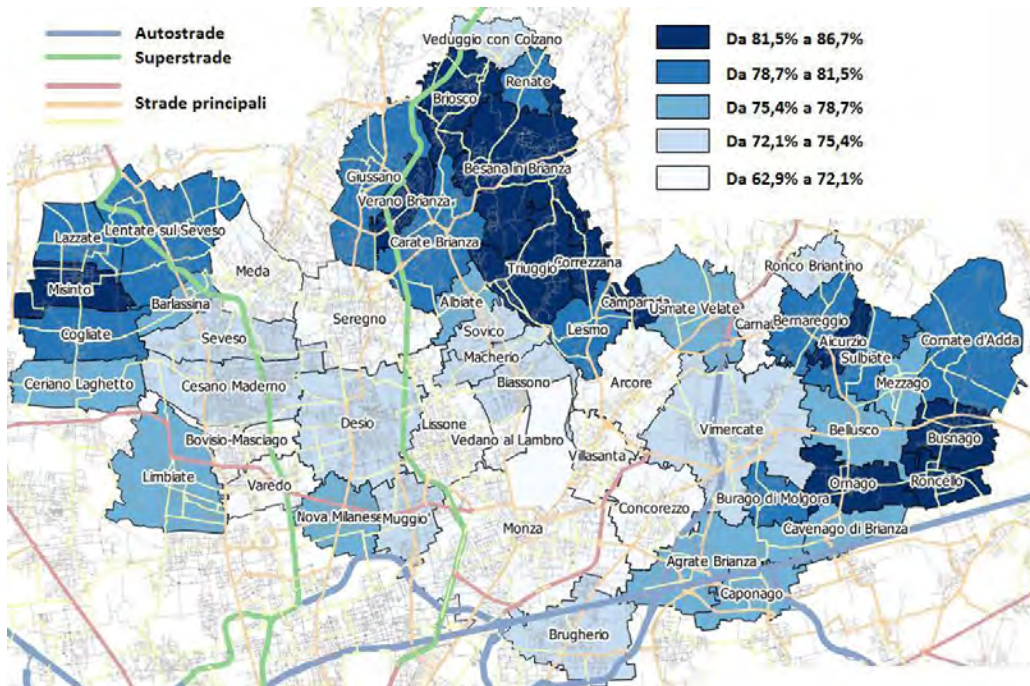 Autostrade
Superstrade
Strade principali
Da 81,5% a 86,7%
Da 78,7% a 81,5%
Da 75,4% a 78,7%
Da 72,1% a 75,4%
Da 62,9% a 72,1%
Veduggio con Colzano
Renate
Briosco
Besana in Brianza
Giussano
Verano Brianza
Carate Brianza
Triuggio
Correzzana
Lentate sul Seveso
Lazzate
Meda
Misinto
Barlassina
Cogliate
Seveso
Seregno
Albiate
Sovico
Lesmo
Camparada
Usmate Velate
Ronco Briantino
Carnate
Bernareggio
Aicurzio
Sulbiate
Cornate d'Adda
Macherio
Biassono
Arcore
Mezzago
Ceriano Laghetto
Cesano Maderno
Desio
Lissone
Vedano al Lambro
Villasanta
Vimercate
Bellusco
Busnago
Bovisio-Masciago
Limbiate
Varedo
Ornago
Roncello
Burago di Molgora
Concorezzo
Nova Milanese
Muggiò
Monza
Cavenago di Brianza
Agrate Brianza
Caponago
Brugherio